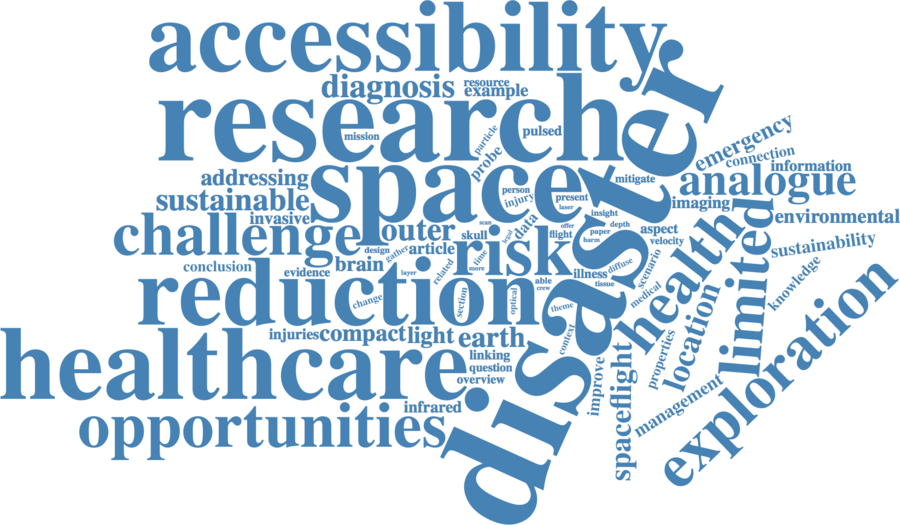 accessibility
diagnosis
resource
example
research
mission
particle
pulsed
probe
emergency
connection
information
addressing
space
person
injury
present
laser
mitigate
analogue
sustainable
imaging
invasive
insight
environmental
challenge
outer
scan
data
offer
depth
paper
aspect
skull
flight
harm
velocity
design
gather
article
time
legal
risk
sustainability
conclusion
evidence
brain
layer
related
more
illness
diffuse
tissue
scenario
health
limited
knowledge
reduction
change
section
optical
able
crew
theme
medical
disaster
location
exploration
injuries
compact
light
earth
context
healthcare
linking
question
overview
improve
spaceflight
properties
management
infrared
opportunities